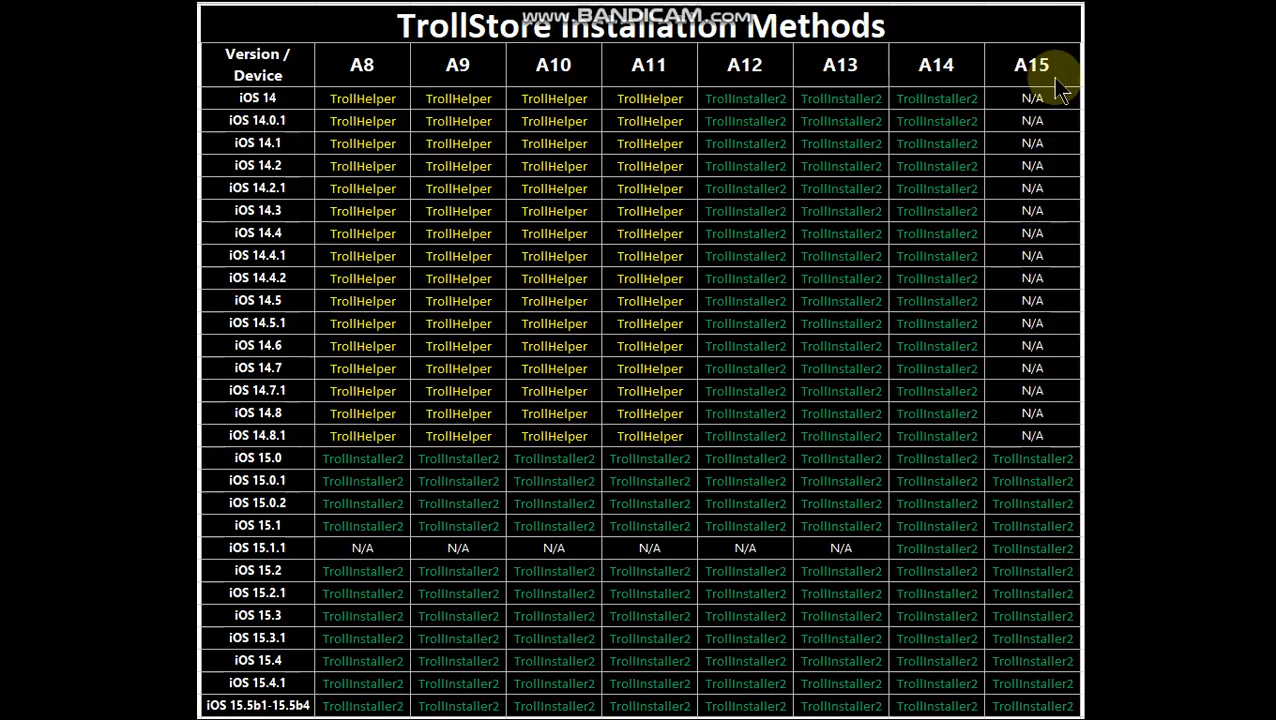 www.BANDICAM.com
TrollStore Installation Methods
Version / Device A8 A9 A10 A11 A12 A13 A14 A15
iOS 14 TrollHelper TrollHelper TrollHelper TrollHelper TrollInstaller2 TrollInstaller2 TrollInstaller2 N/A
iOS 14.0.1 TrollHelper TrollHelper TrollHelper TrollHelper TrollInstaller2 TrollInstaller2 TrollInstaller2 N/A
iOS 14.1 TrollHelper TrollHelper TrollHelper TrollHelper TrollInstaller2 TrollInstaller2 TrollInstaller2 N/A
iOS 14.2 TrollHelper TrollHelper TrollHelper TrollHelper TrollInstaller2 TrollInstaller2 TrollInstaller2 N/A
iOS 14.2.1 TrollHelper TrollHelper TrollHelper TrollHelper TrollInstaller2 TrollInstaller2 TrollInstaller2 N/A
iOS 14.3 TrollHelper TrollHelper TrollHelper TrollHelper TrollInstaller2 TrollInstaller2 TrollInstaller2 N/A
iOS 14.4 TrollHelper TrollHelper TrollHelper TrollHelper TrollInstaller2 TrollInstaller2 TrollInstaller2 N/A
iOS 14.4.1 TrollHelper TrollHelper TrollHelper TrollHelper TrollInstaller2 TrollInstaller2 TrollInstaller2 N/A
iOS 14.4.2 TrollHelper TrollHelper TrollHelper TrollHelper TrollInstaller2 TrollInstaller2 TrollInstaller2 N/A
iOS 14.5 TrollHelper TrollHelper TrollHelper TrollHelper TrollInstaller2 TrollInstaller2 TrollInstaller2 N/A
iOS 14.5.1 TrollHelper TrollHelper TrollHelper TrollHelper TrollInstaller2 TrollInstaller2 TrollInstaller2 N/A
iOS 14.6 TrollHelper TrollHelper TrollHelper TrollHelper TrollInstaller2 TrollInstaller2 TrollInstaller2 N/A
iOS 14.7 TrollHelper TrollHelper TrollHelper TrollHelper TrollInstaller2 TrollInstaller2 TrollInstaller2 N/A
iOS 14.7.1 TrollHelper TrollHelper TrollHelper TrollHelper TrollInstaller2 TrollInstaller2 TrollInstaller2 N/A
iOS 14.8 TrollHelper TrollHelper TrollHelper TrollHelper TrollInstaller2 TrollInstaller2 TrollInstaller2 N/A
iOS 14.8.1 TrollHelper TrollHelper TrollHelper TrollHelper TrollInstaller2 TrollInstaller2 TrollInstaller2 N/A
iOS 15.0 TrollInstaller2 TrollInstaller2 TrollInstaller2 TrollInstaller2 TrollInstaller2 TrollInstaller2 TrollInstaller2 TrollInstaller2
iOS 15.0.1 TrollInstaller2 TrollInstaller2 TrollInstaller2 TrollInstaller2 TrollInstaller2 TrollInstaller2 TrollInstaller2 TrollInstaller2
iOS 15.0.2 TrollInstaller2 TrollInstaller2 TrollInstaller2 TrollInstaller2 TrollInstaller2 TrollInstaller2 TrollInstaller2 TrollInstaller2
iOS 15.1 TrollInstaller2 TrollInstaller2 TrollInstaller2 TrollInstaller2 TrollInstaller2 TrollInstaller2 TrollInstaller2 TrollInstaller2
iOS 15.1.1 N/A N/A N/A N/A N/A N/A TrollInstaller2 TrollInstaller2
iOS 15.2 TrollInstaller2 TrollInstaller2 TrollInstaller2 TrollInstaller2 TrollInstaller2 TrollInstaller2 TrollInstaller2 TrollInstaller2
iOS 15.2.1 TrollInstaller2 TrollInstaller2 TrollInstaller2 TrollInstaller2 TrollInstaller2 TrollInstaller2 TrollInstaller2 TrollInstaller2
iOS 15.3 TrollInstaller2 TrollInstaller2 TrollInstaller2 TrollInstaller2 TrollInstaller2 TrollInstaller2 TrollInstaller2 TrollInstaller2
iOS 15.3.1 TrollInstaller2 TrollInstaller2 TrollInstaller2 TrollInstaller2 TrollInstaller2 TrollInstaller2 TrollInstaller2 TrollInstaller2
iOS 15.4 TrollInstaller2 TrollInstaller2 TrollInstaller2 TrollInstaller2 TrollInstaller2 TrollInstaller2 TrollInstaller2 TrollInstaller2
iOS 15.4.1 TrollInstaller2 TrollInstaller2 TrollInstaller2 TrollInstaller2 TrollInstaller2 TrollInstaller2 TrollInstaller2 TrollInstaller2
iOS 15.5b1-15.5b4 TrollInstaller2 TrollInstaller2 TrollInstaller2 TrollInstaller2 TrollInstaller2 TrollInstaller2 TrollInstaller2 TrollInstaller2